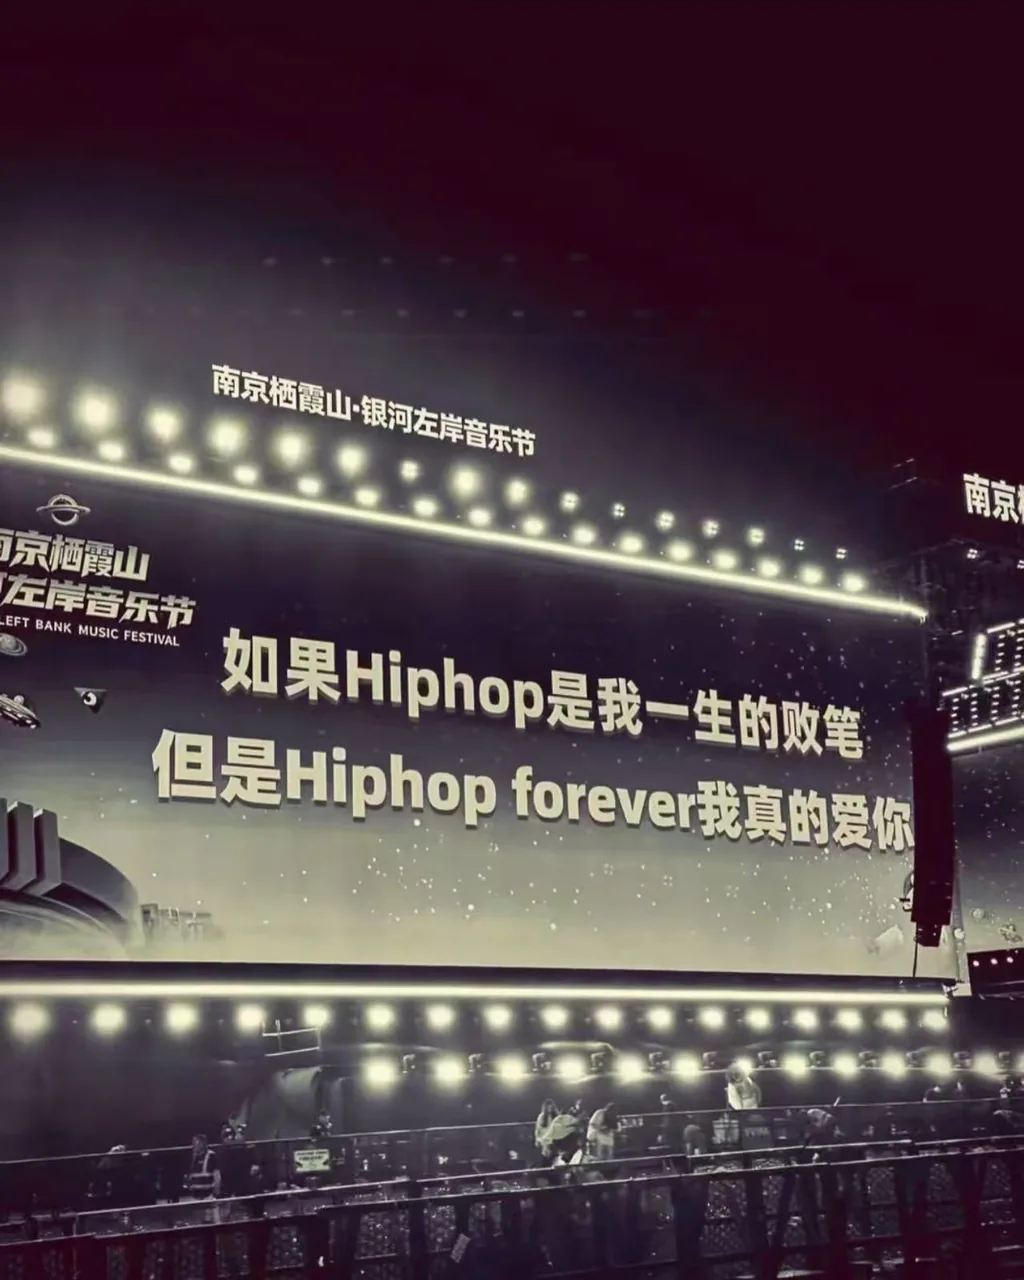 南京栖霞山·银河左岸音乐节
南京
南京栖霞山
左岸音乐节
LEFT BANK MUSIC FESTIVAL
如果Hiphop是我一生的败笔
但是Hiphop forever我真的爱你